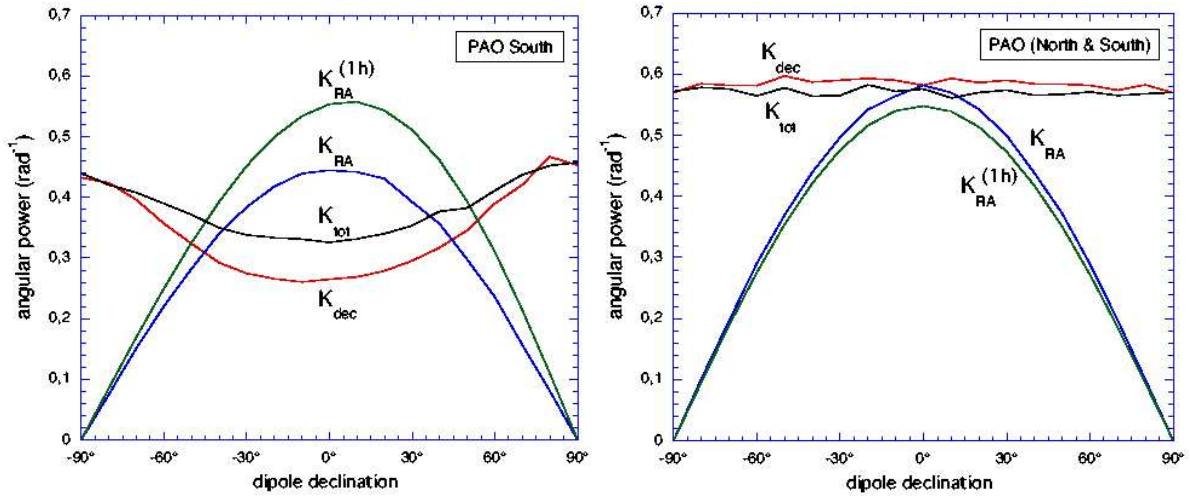 PAO South
K_RA^(1h)
K_RA
K_tot
K_dec
angular power (rad⁻¹)
0,7
0,6
0,5
0,4
0,3
0,2
0,1
0
-90° -60° -30° 0° 30° 60° 90°
dipole declination
PAO (North & South)
K_dec
K_tot
K_RA
K_RA^(1h)
angular power (rad⁻¹)
0,7
0,6
0,5
0,4
0,3
0,2
0,1
0
-90° -60° -30° 0° 30° 60° 90°
dipole declination